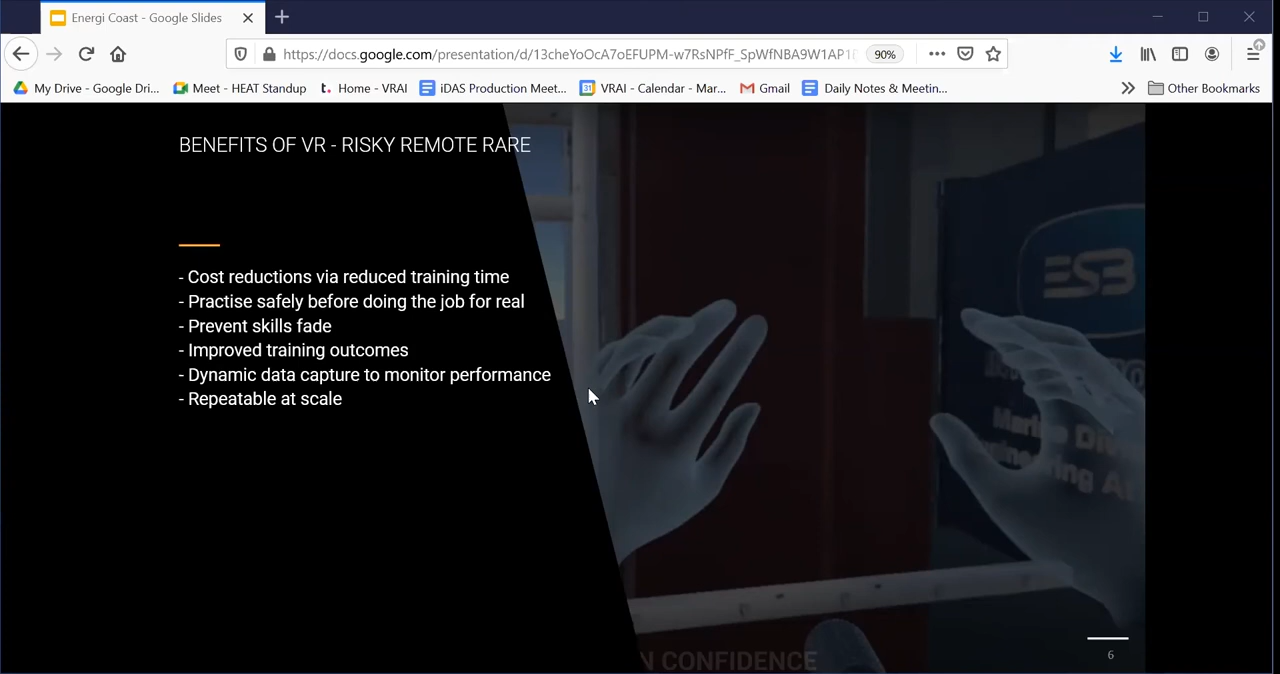 Energi Coast - Google Slides
https://docs.google.com/presentation/d/13cheYoOcA7oEFUPM-w7RsNPfF_SpWfNBA9W1AP1
90%
My Drive - Google Dri...
Meet - HEAT Standup
Home - VRAI
iDAS Production Meet...
VRAI - Calendar - Mar...
Gmail
Daily Notes & Meetin...
Other Bookmarks
BENEFITS OF VR - RISKY REMOTE RARE
- Cost reductions via reduced training time
- Practise safely before doing the job for real
- Prevent skills fade
- Improved training outcomes
- Dynamic data capture to monitor performance
- Repeatable at scale
ESB
CONFIDENCE
6